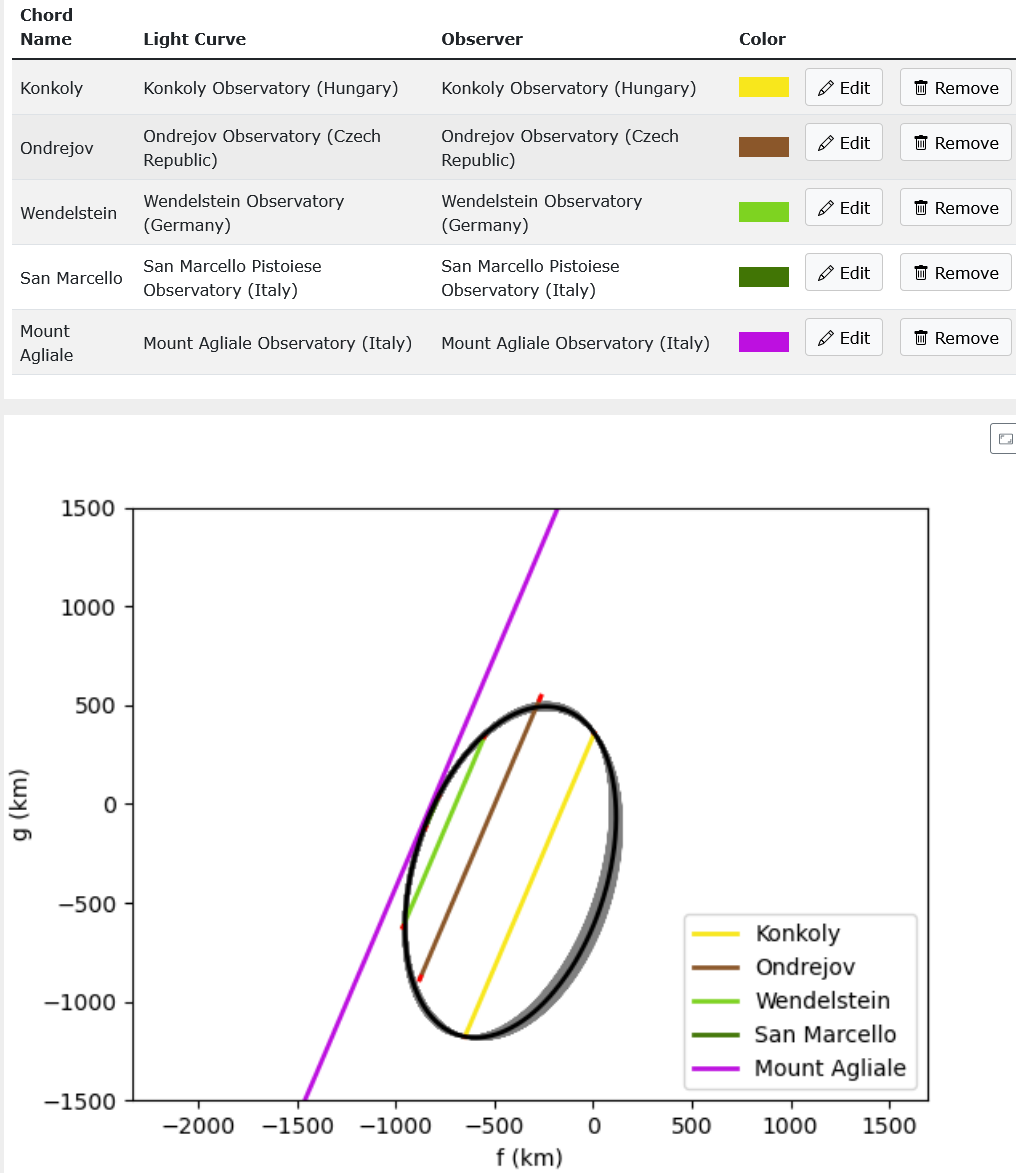 Chord
Name
Light Curve
Observer
Color
Konkoly
Konkoly Observatory (Hungary)
Konkoly Observatory (Hungary)
Edit
Remove
Ondrejov
Ondrejov Observatory (Czech
Republic)
Ondrejov Observatory (Czech
Republic)
Edit
Remove
Wendelstein
Wendelstein Observatory
(Germany)
Wendelstein Observatory
(Germany)
Edit
Remove
San Marcello
San Marcello Pistoiese
Observatory (Italy)
San Marcello Pistoiese
Observatory (Italy)
Edit
Remove
Mount
Agliale
Mount Agliale Observatory (Italy)
Mount Agliale Observatory (Italy)
Edit
Remove
1500
1000
500
0
−500
−1000
−1500
g (km)
Konkoly
Ondrejov
Wendelstein
San Marcello
Mount Agliale
−2000
−1500
−1000
−500
0
500
1000
1500
f (km)